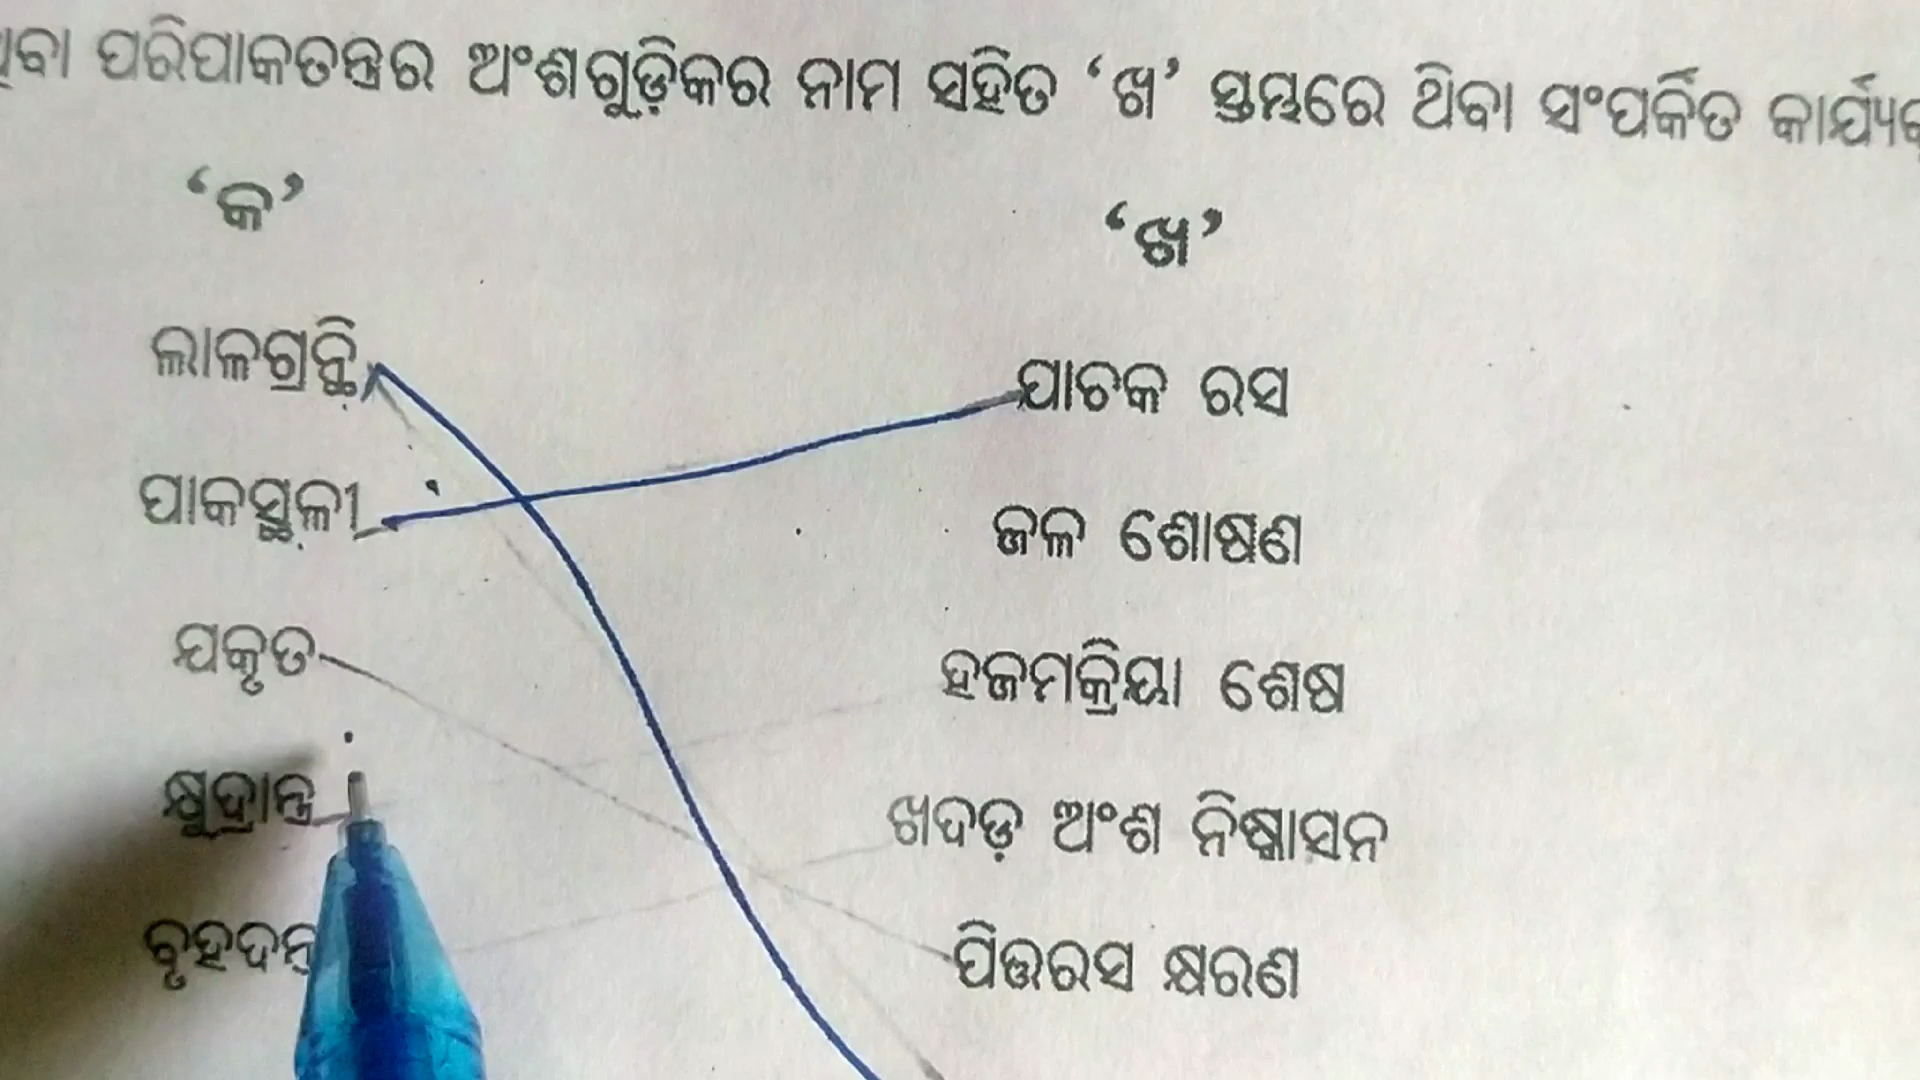 ପରିପାକତନ୍ତ୍ରର ଅଂଶଗୁଡ଼ିକର ନାମ ସହିତ ‘ଖ’ ସ୍ତମ୍ଭରେ ଥିବା ସଂପର୍କିତ
‘କ’ ‘ଖ’
ଲାଳଗ୍ରନ୍ଥି ପାଚକ ରସ
ପାକସ୍ଥଳୀ ଜଳ ଶୋଷଣ
ଯକୃତ ହଜମକ୍ରିୟା ଶେଷ
କ୍ଷୁଦ୍ରାନ୍ତ୍ର ଖଦଡ଼ ଅଂଶ ନିଷ୍କାସନ
ପିତ୍ତରସ କ୍ଷରଣ